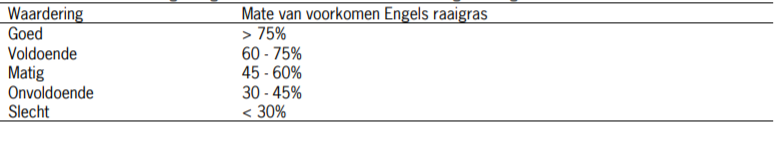 Waardering Mate van voorkomen Engels raaigras
Goed > 75%
Voldoende 60 - 75%
Matig 45 - 60%
Onvoldoende 30 - 45%
Slecht < 30%